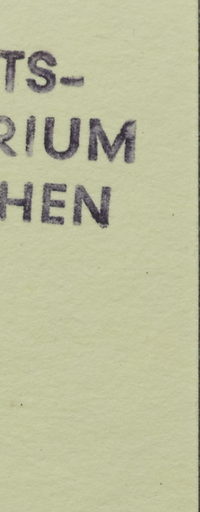 TS-
RIUM
HEN